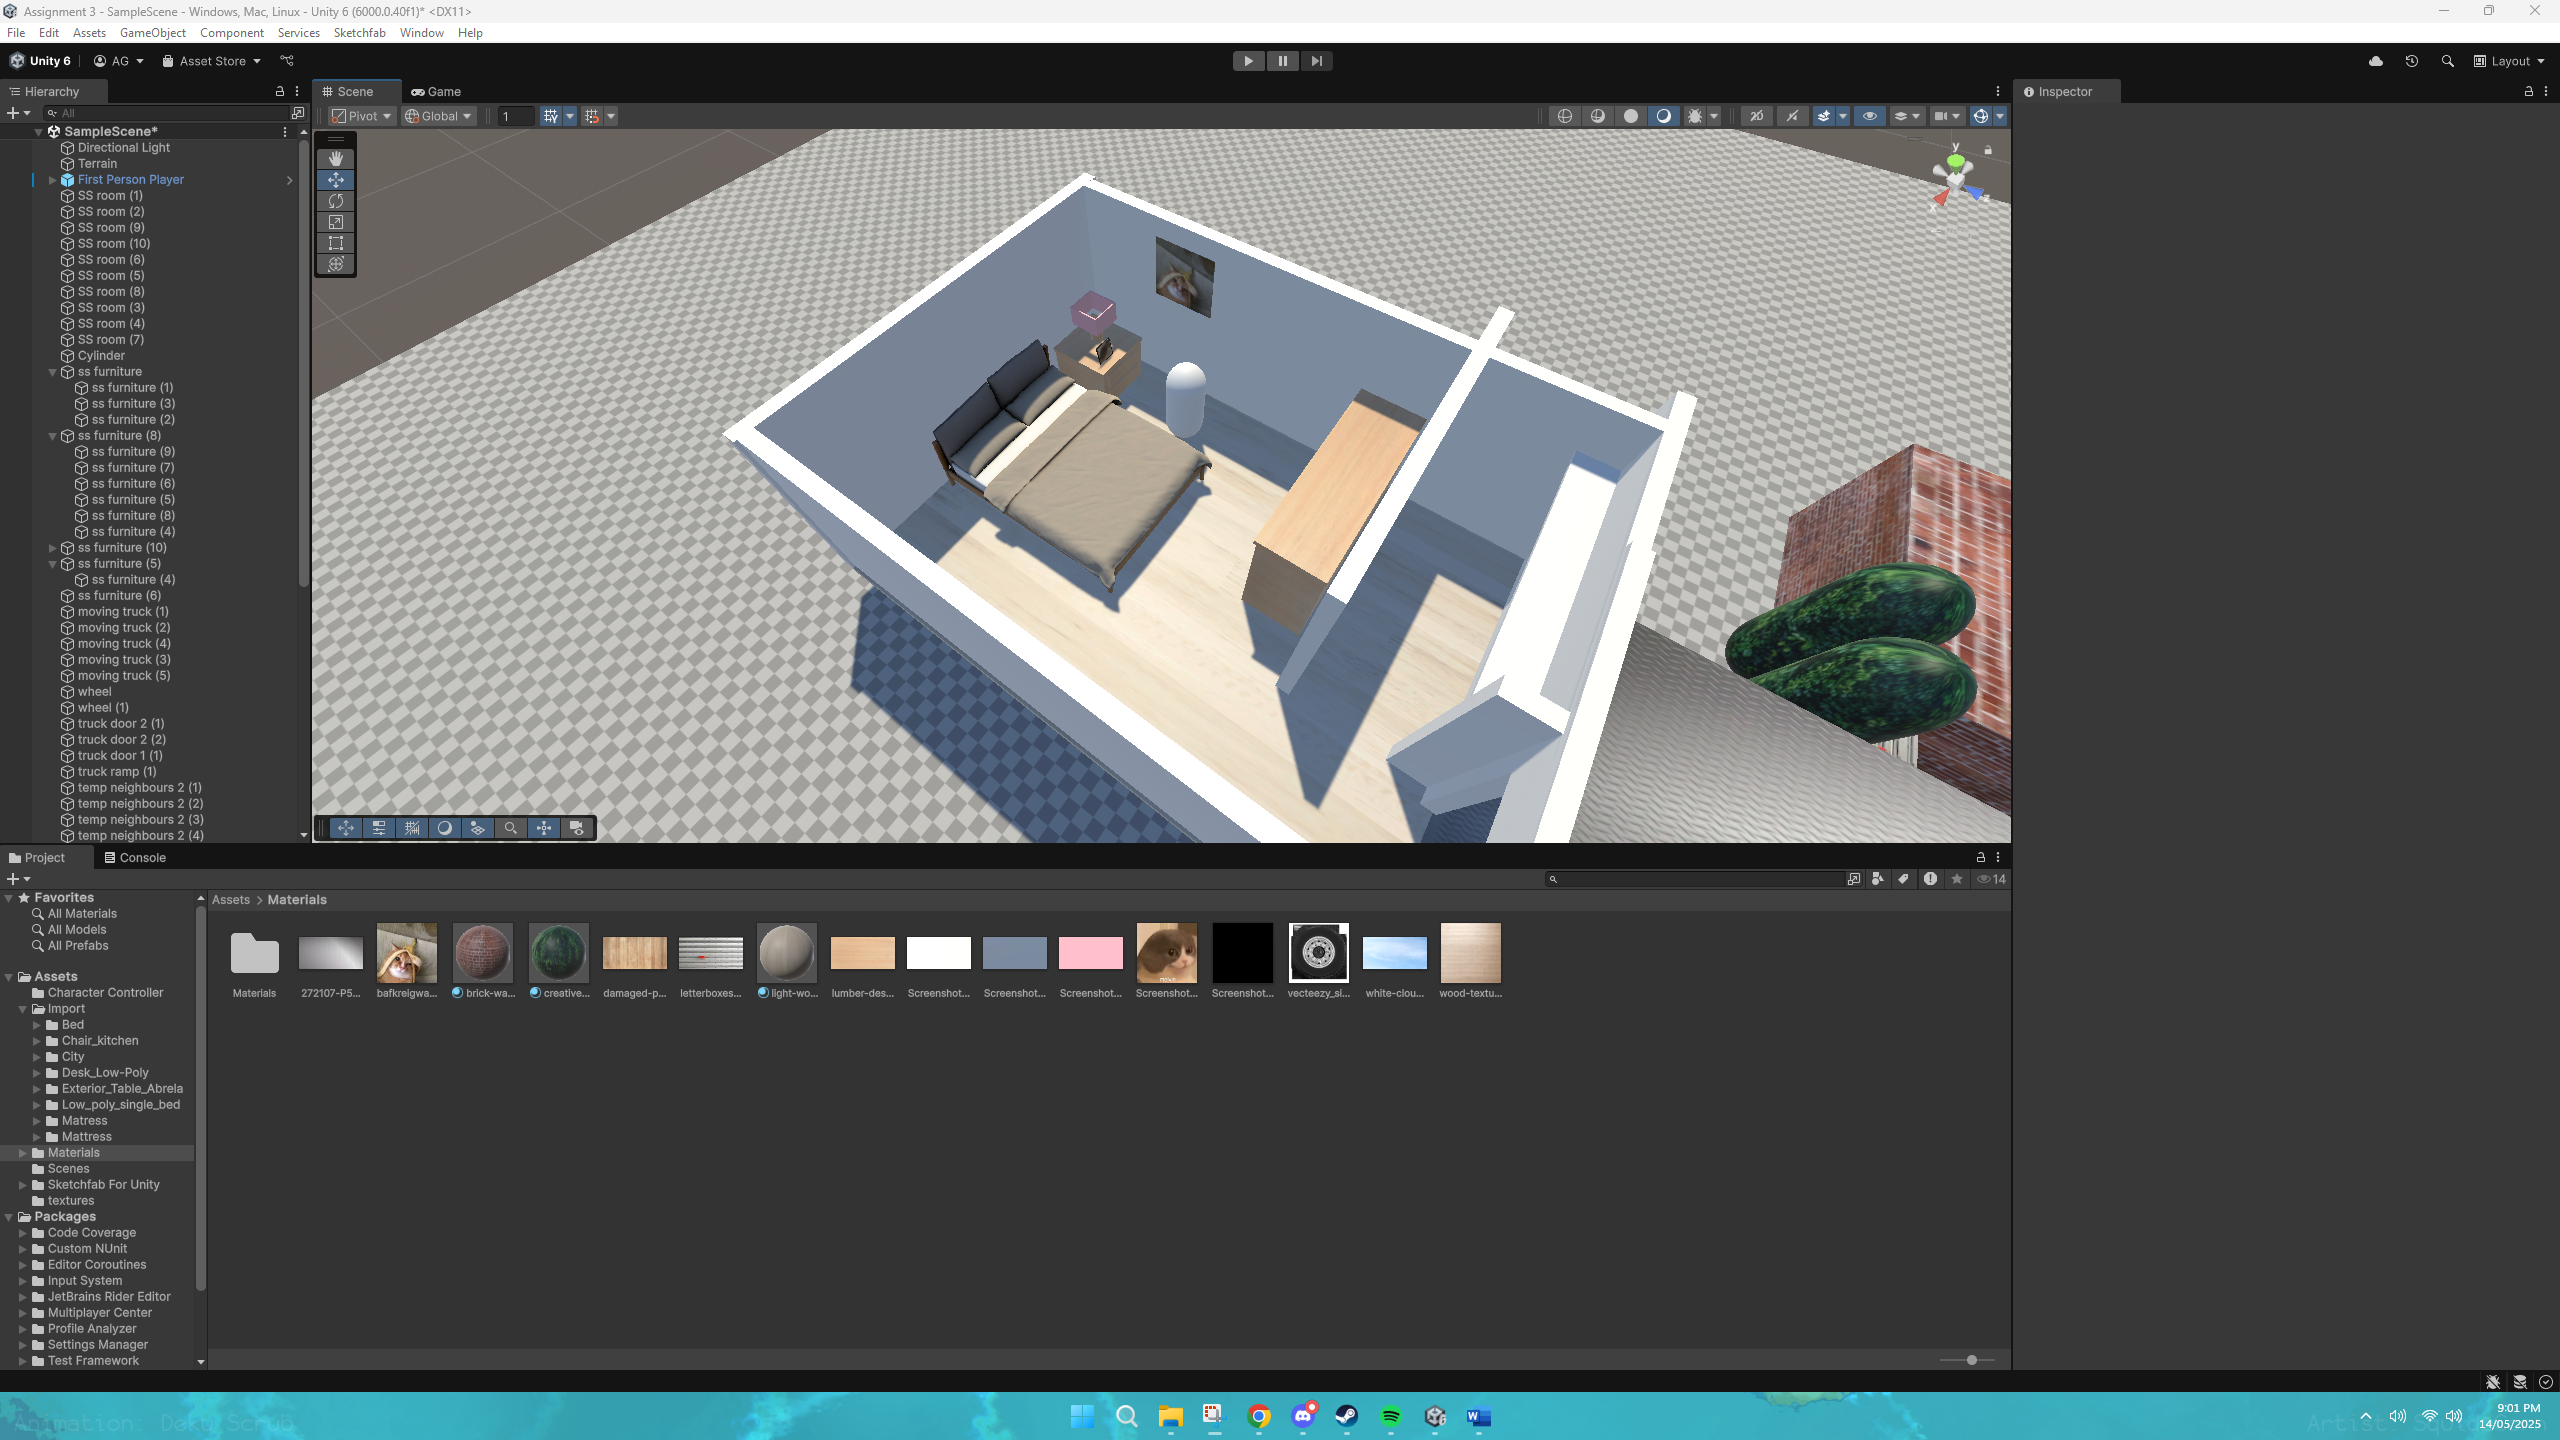 Assignment 3 - SampleScene - Windows, Mac, Linux - Unity 6 (6000.0.40f1)* <DX11>
File Edit Assets GameObject Component Services Sketchfab Window Help
Unity 6 AG Asset Store Layout
Hierarchy
All
SampleScene*
Directional Light
Terrain
First Person Player
SS room (1)
SS room (2)
SS room (9)
SS room (10)
SS room (6)
SS room (5)
SS room (8)
SS room (3)
SS room (4)
SS room (7)
Cylinder
ss furniture
ss furniture (1)
ss furniture (3)
ss furniture (2)
ss furniture (8)
ss furniture (9)
ss furniture (7)
ss furniture (6)
ss furniture (5)
ss furniture (8)
ss furniture (4)
ss furniture (10)
ss furniture (5)
ss furniture (4)
ss furniture (6)
moving truck (1)
moving truck (2)
moving truck (4)
moving truck (3)
moving truck (5)
wheel
wheel (1)
truck door 2 (1)
truck door 2 (2)
truck door 1 (1)
truck ramp (1)
temp neighbours 2 (1)
temp neighbours 2 (2)
temp neighbours 2 (3)
temp neighbours 2 (4)
Scene Game
Pivot Global 1 2D
y
x
Inspector
Project Console
14
Favorites
All Materials
All Models
All Prefabs
Assets
Character Controller
Import
Bed
Chair_kitchen
City
Desk_Low-Poly
Exterior_Table_Abrela
Low_poly_single_bed
Matress
Mattress
Materials
Scenes
Sketchfab For Unity
textures
Packages
Code Coverage
Custom NUnit
Editor Coroutines
Input System
JetBrains Rider Editor
Multiplayer Center
Profile Analyzer
Settings Manager
Test Framework
Assets > Materials
Materials 272107-P5... bafkreigwa... brick-wa... creative... damaged-p... letterboxes... light-wo... lumber-des... Screenshot... Screenshot... Screenshot... Screenshot... Screenshot... vecteezy_si... white-clou... wood-textu...
Animation: Deku Scrub
9:01 PM
14/05/2025